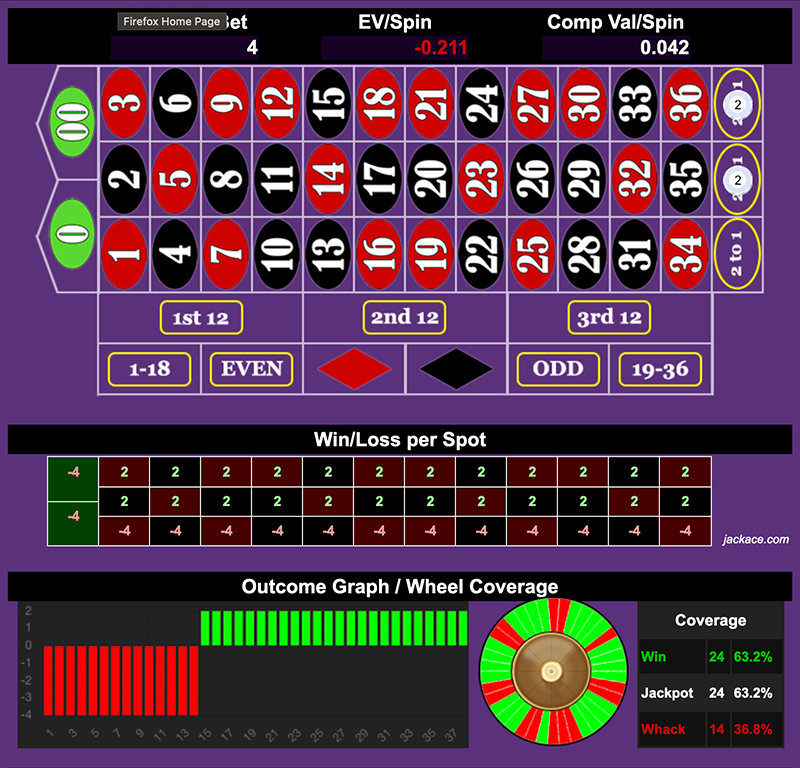 Firefox Home Page Bet EV/Spin Comp Val/Spin
4 -0.211 0.042
00 3 6 9 12 15 18 21 24 27 30 33 36 2
2 5 8 11 14 17 20 23 26 29 32 35 2
0 1 4 7 10 13 16 19 22 25 28 31 34 2 to 1
1st 12 2nd 12 3rd 12
1-18 EVEN ODD 19-36
Win/Loss per Spot
-4 2 2 2 2 2 2 2 2 2 2 2 2
2 2 2 2 2 2 2 2 2 2 2 2
-4 -4 -4 -4 -4 -4 -4 -4 -4 -4 -4 -4 -4
jackace.com
Outcome Graph / Wheel Coverage
2
1
0
-1
-2
-3
-4
1 3 5 7 9 11 13 15 17 19 21 23 25 27 29 31 33 35 37
Coverage
Win 24 63.2%
Jackpot 24 63.2%
Whack 14 36.8%